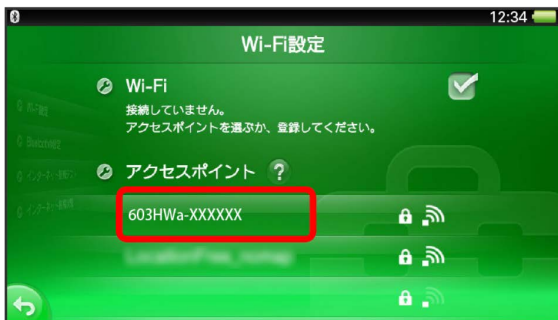 12:34
Wi-Fi設定
Wi-Fi
接続していません。
アクセスポイントを選ぶか、登録してください。
アクセスポイント ?
603HWa-XXXXXX